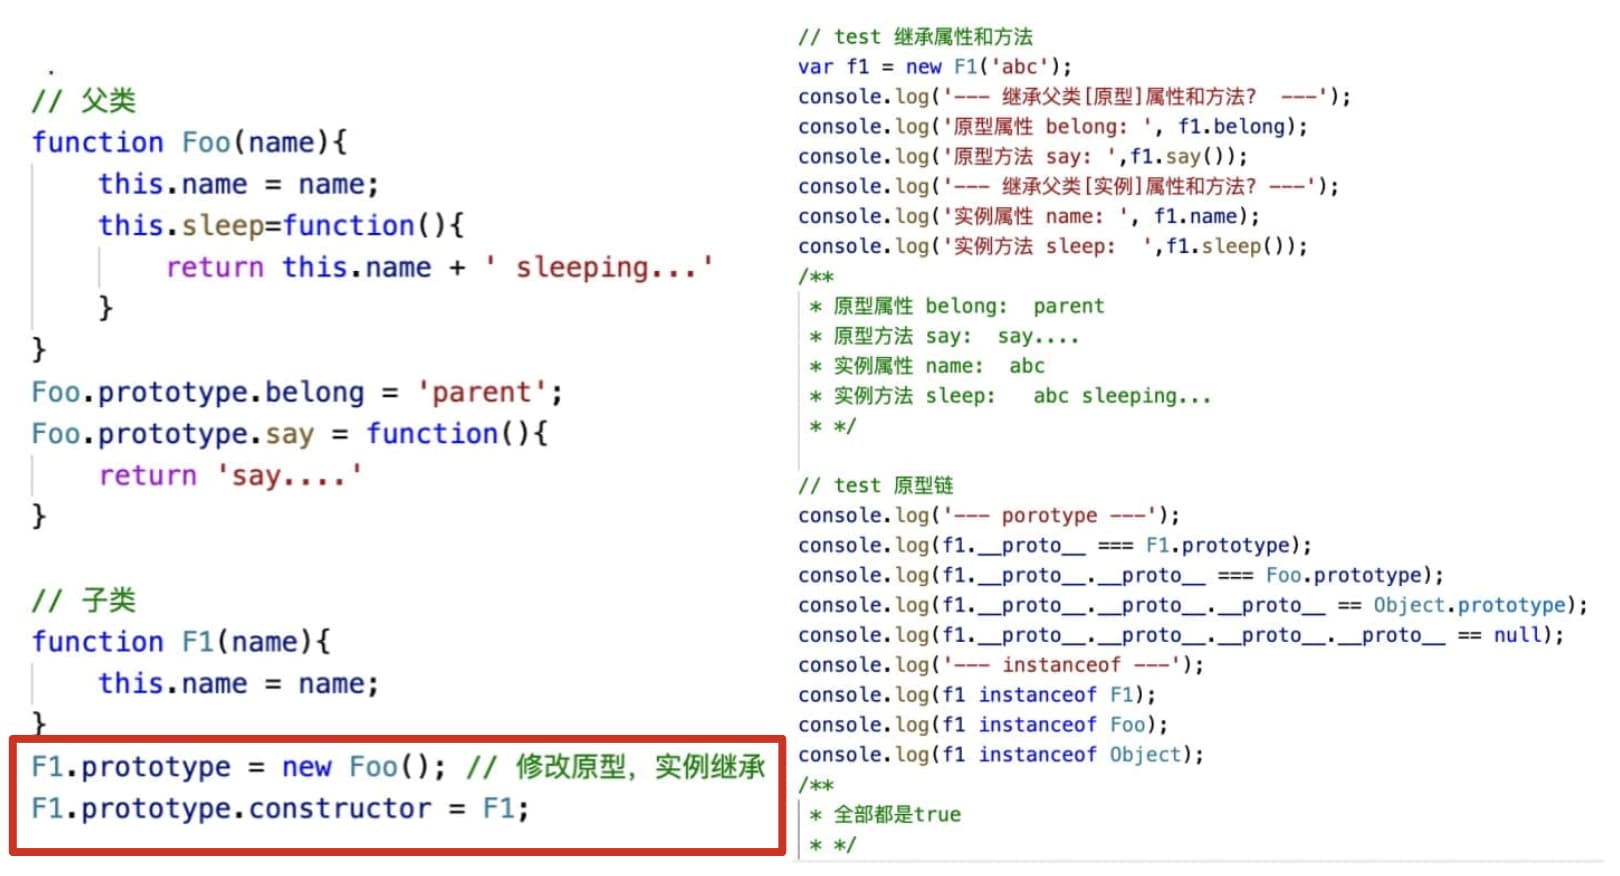 // 父类
function Foo(name){
    this.name = name;
    this.sleep=function(){
        return this.name + ' sleeping...'
    }
}
Foo.prototype.belong = 'parent';
Foo.prototype.say = function(){
    return 'say....'
}
// 子类
function F1(name){
    this.name = name;
}
F1.prototype = new Foo(); // 修改原型，实例继承
F1.prototype.constructor = F1;
// test 继承属性和方法
var f1 = new F1('abc');
console.log('--- 继承父类[原型]属性和方法?  ---');
console.log('原型属性 belong: ', f1.belong);
console.log('原型方法 say: ',f1.say());
console.log('--- 继承父类[实例]属性和方法? ---');
console.log('实例属性 name: ', f1.name);
console.log('实例方法 sleep:  ',f1.sleep());
/**
 * 原型属性 belong:  parent
 * 原型方法 say:  say....
 * 实例属性 name:  abc
 * 实例方法 sleep:   abc sleeping...
 * */
// test 原型链
console.log('--- porotype ---');
console.log(f1.__proto__ === F1.prototype);
console.log(f1.__proto__.__proto__ === Foo.prototype);
console.log(f1.__proto__.__proto__.__proto__ == Object.prototype);
console.log(f1.__proto__.__proto__.__proto__.__proto__ == null);
console.log('--- instanceof ---');
console.log(f1 instanceof F1);
console.log(f1 instanceof Foo);
console.log(f1 instanceof Object);
/**
 * 全部都是true
 * */